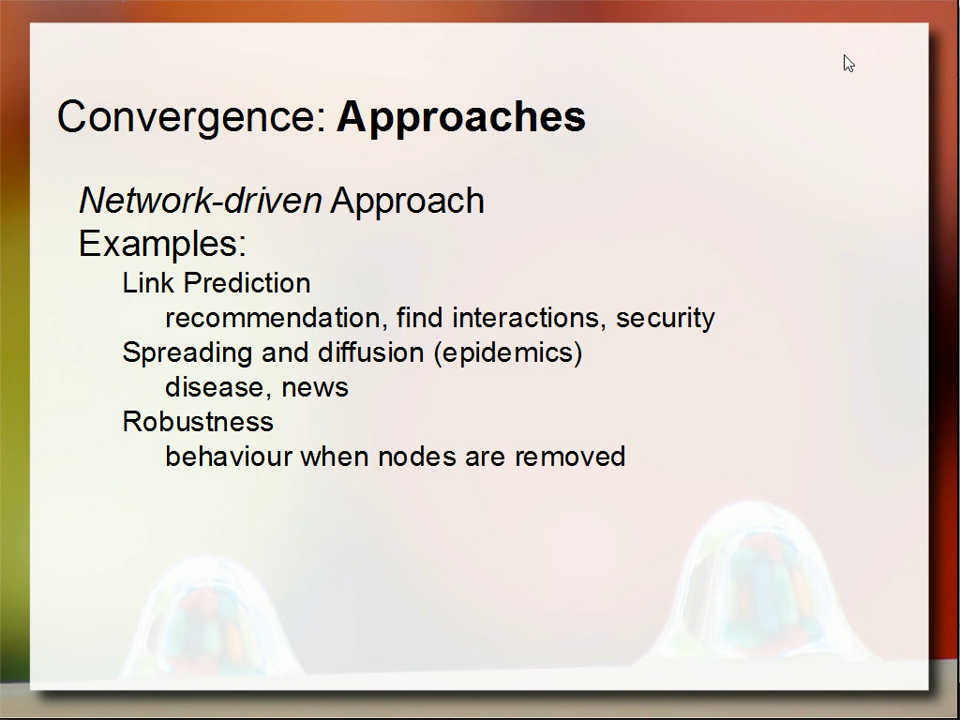 Convergence: Approaches
Network-driven Approach
Examples:
Link Prediction
recommendation, find interactions, security
Spreading and diffusion (epidemics)
disease, news
Robustness
behaviour when nodes are removed